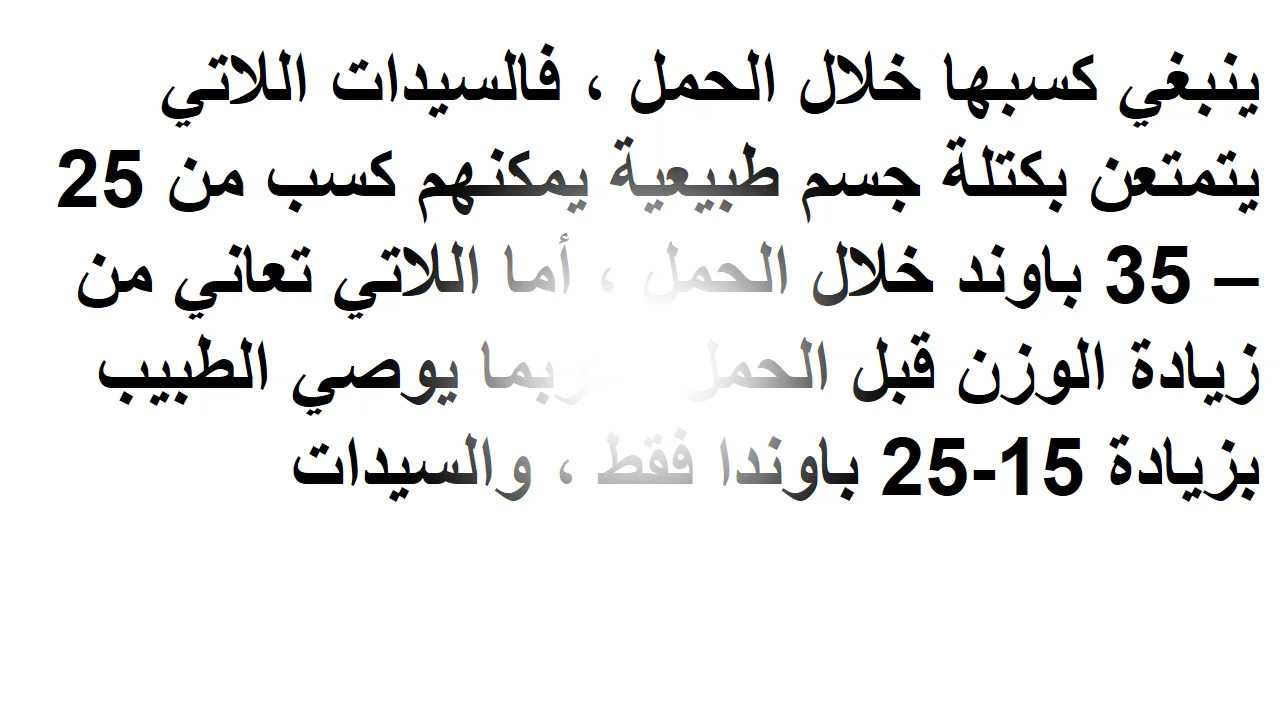 ينبغي كسبها خلال الحمل ، فالسيدات اللاتي
يتمتعن بكتلة جسم طبيعية يمكنهم كسب من 25
– 35 باوند خلال الحمل ، أما اللاتي تعاني من
زيادة الوزن قبل الحمل ربما يوصي الطبيب
بزيادة 15-25 باوندا فقط ، والسيدات